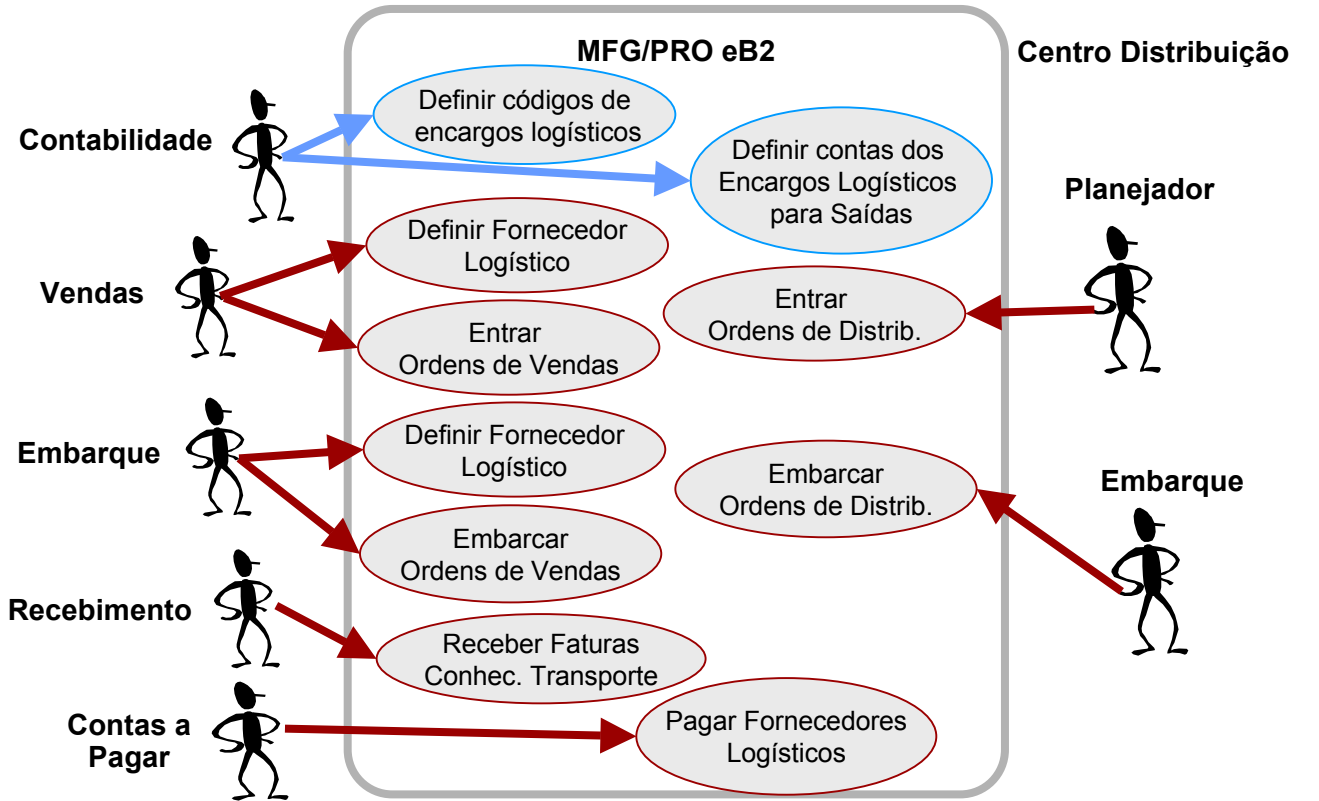 MFG/PRO eB2
Centro Distribuição
Contabilidade
Definir códigos de
encargos logísticos
Definir contas dos
Encargos Logísticos
para Saídas
Planejador
Vendas
Definir Fornecedor
Logístico
Entrar
Ordens de Vendas
Entrar
Ordens de Distrib.
Embarque
Definir Fornecedor
Logístico
Embarcar
Ordens de Vendas
Embarcar
Ordens de Distrib.
Embarque
Recebimento
Receber Faturas
Conhec. Transporte
Contas a
Pagar
Pagar Fornecedores
Logísticos